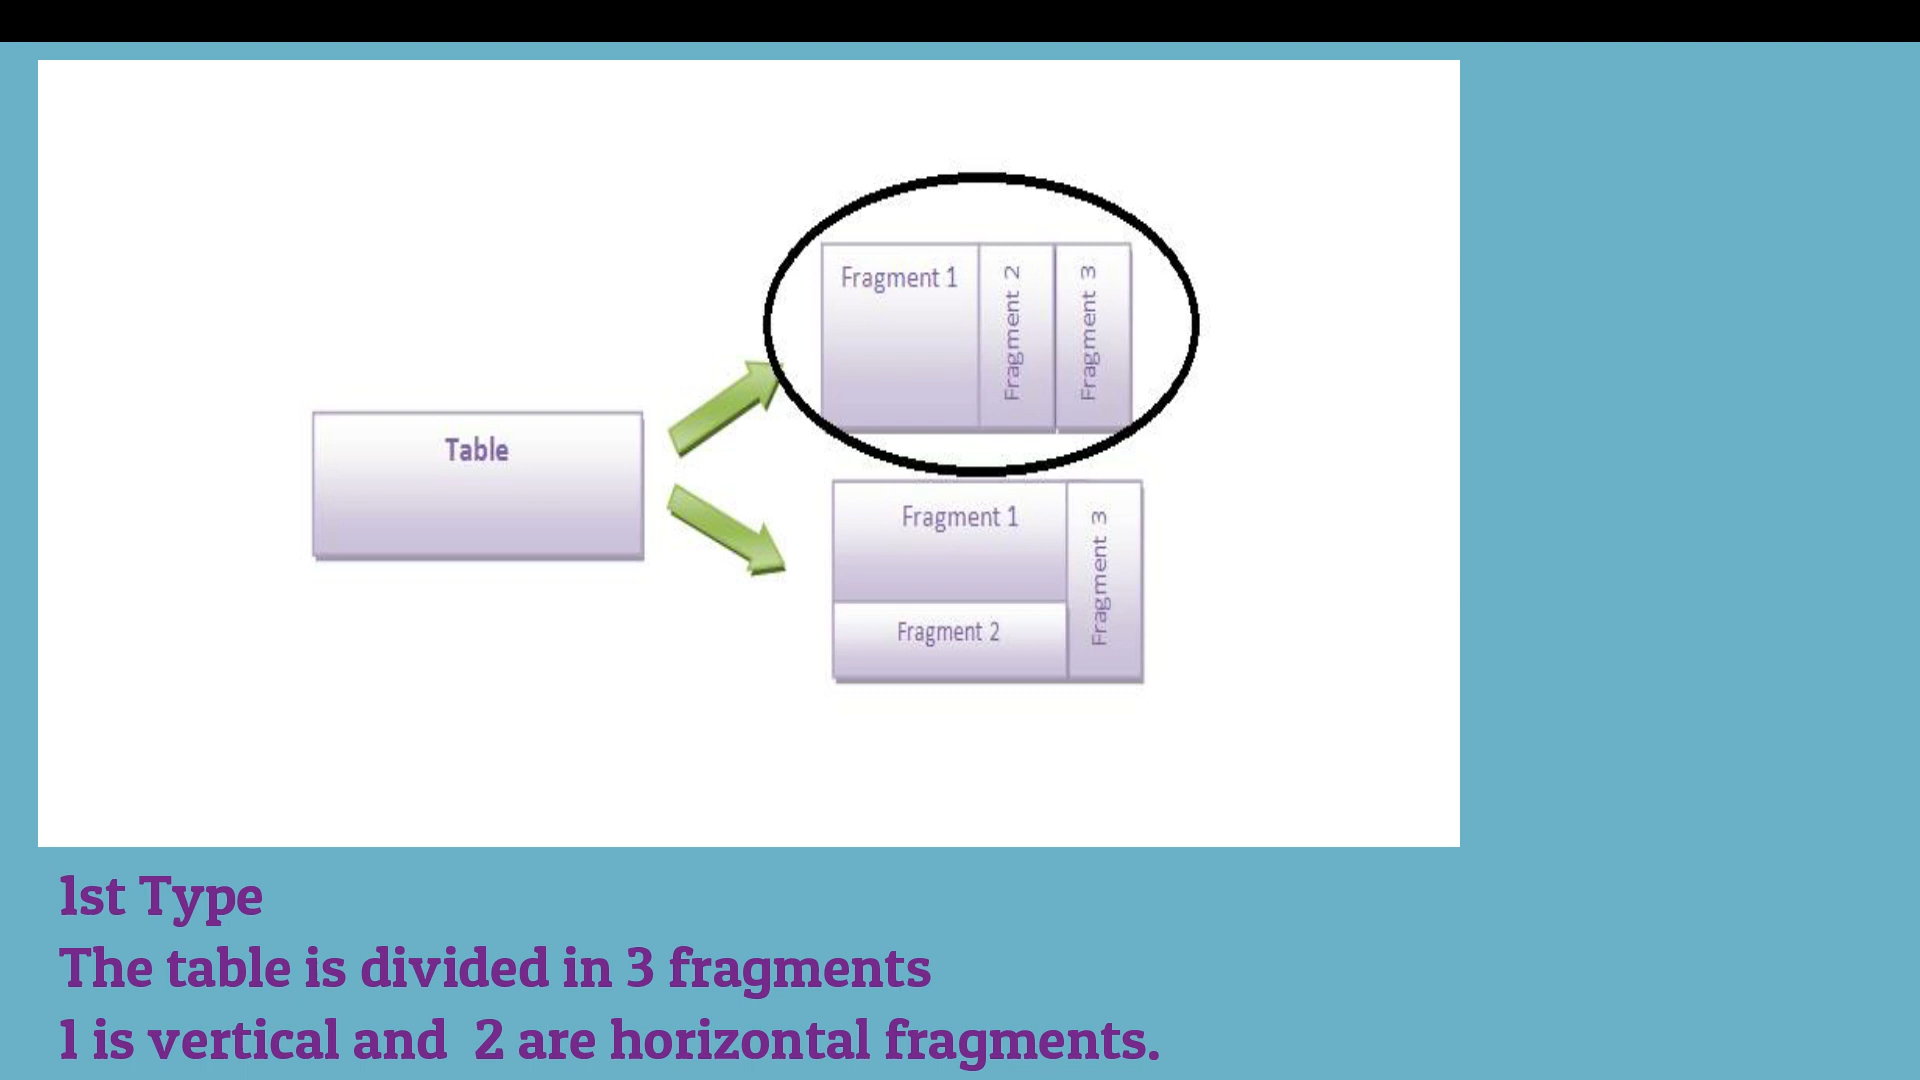 Fragment 1
Fragment 2
Fragment 3
Table
Fragment 1
Fragment 3
Fragment 2
1st Type
The table is divided in 3 fragments
1 is vertical and  2 are horizontal fragments.